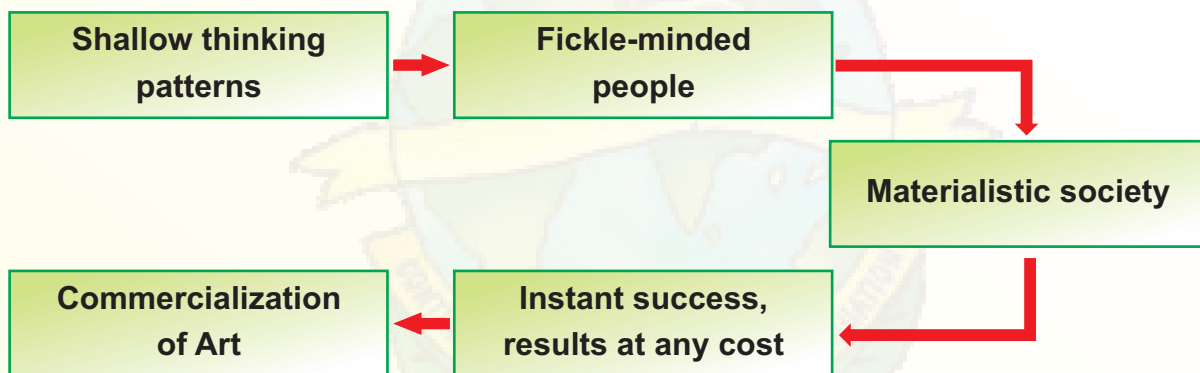 Shallow thinking
patterns
Fickle-minded
people
Materialistic society
Instant success,
results at any cost
Commercialization
of Art